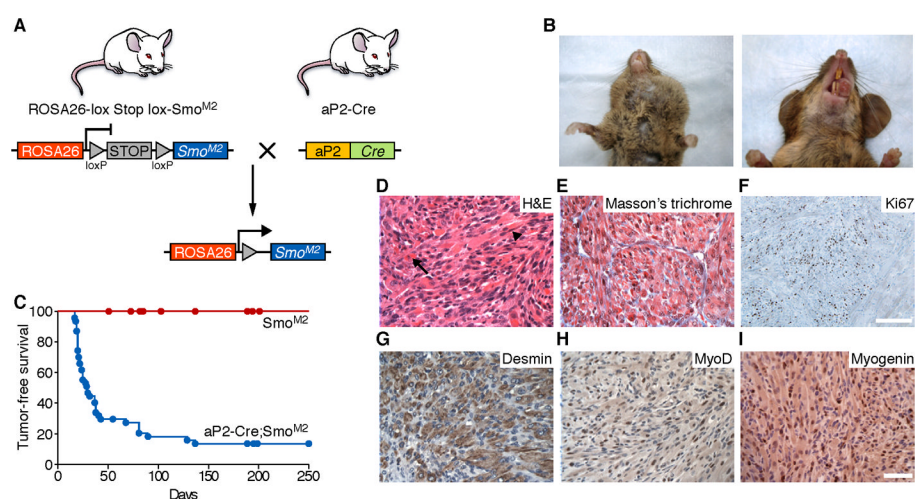 A
ROSA26-lox Stop lox-Smo^M2
aP2-Cre
ROSA26
STOP
Smo^M2
loxP
loxP
×
aP2
Cre
ROSA26
Smo^M2
B
C
Tumor-free survival
100
80
60
40
20
0
0
50
100
150
200
250
Days
Smo^M2
aP2-Cre;Smo^M2
D
H&E
E
Masson's trichrome
F
Ki67
G
Desmin
H
MyoD
I
Myogenin